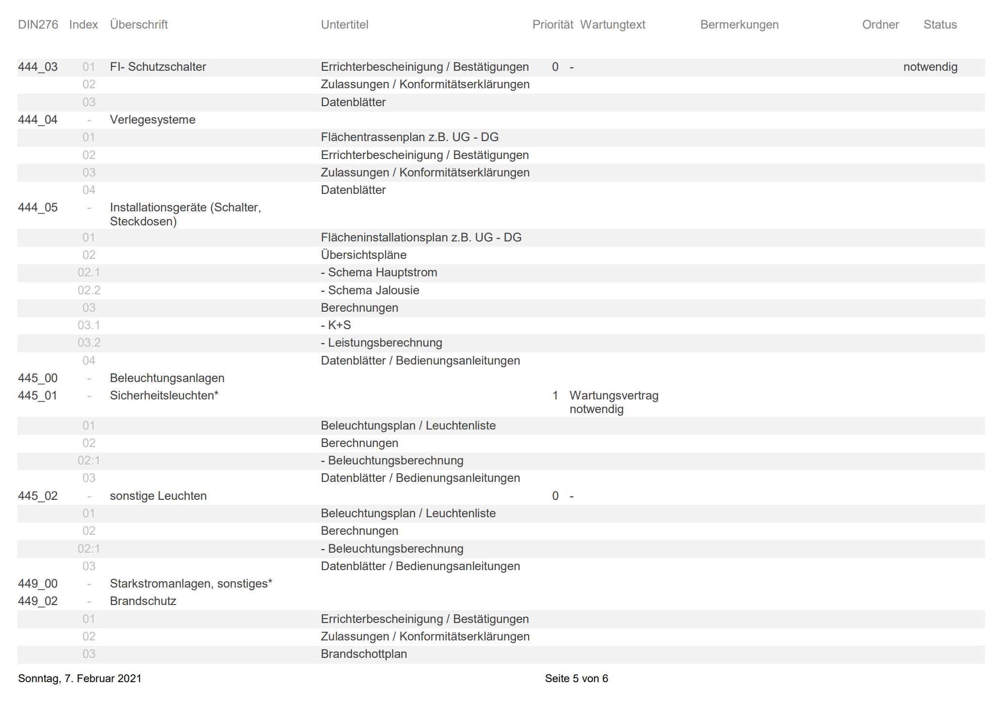 DIN276 Index Überschrift Untertitel Priorität Wartungtext Bermerkungen Ordner Status
444_03 01 FI- Schutzschalter Errichterbescheinigung / Bestätigungen 0 - notwendig
02 Zulassungen / Konformitätserklärungen
03 Datenblätter
444_04 - Verlegesysteme
01 Flächentrassenplan z.B. UG - DG
02 Errichterbescheinigung / Bestätigungen
03 Zulassungen / Konformitätserklärungen
04 Datenblätter
444_05 - Installationsgeräte (Schalter,
Steckdosen)
01 Flächeninstallationsplan z.B. UG - DG
02 Übersichtspläne
02.1 - Schema Hauptstrom
02.2 - Schema Jalousie
03 Berechnungen
03.1 - K+S
03.2 - Leistungsberechnung
04 Datenblätter / Bedienungsanleitungen
445_00 - Beleuchtungsanlagen
445_01 - Sicherheitsleuchten* 1 Wartungsvertrag
notwendig
01 Beleuchtungsplan / Leuchtenliste
02 Berechnungen
02:1 - Beleuchtungsberechnung
03 Datenblätter / Bedienungsanleitungen
445_02 - sonstige Leuchten 0 -
01 Beleuchtungsplan / Leuchtenliste
02 Berechnungen
02:1 - Beleuchtungsberechnung
03 Datenblätter / Bedienungsanleitungen
449_00 - Starkstromanlagen, sonstiges*
449_02 - Brandschutz
01 Errichterbescheinigung / Bestätigungen
02 Zulassungen / Konformitätserklärungen
03 Brandschottplan
Sonntag, 7. Februar 2021 Seite 5 von 6